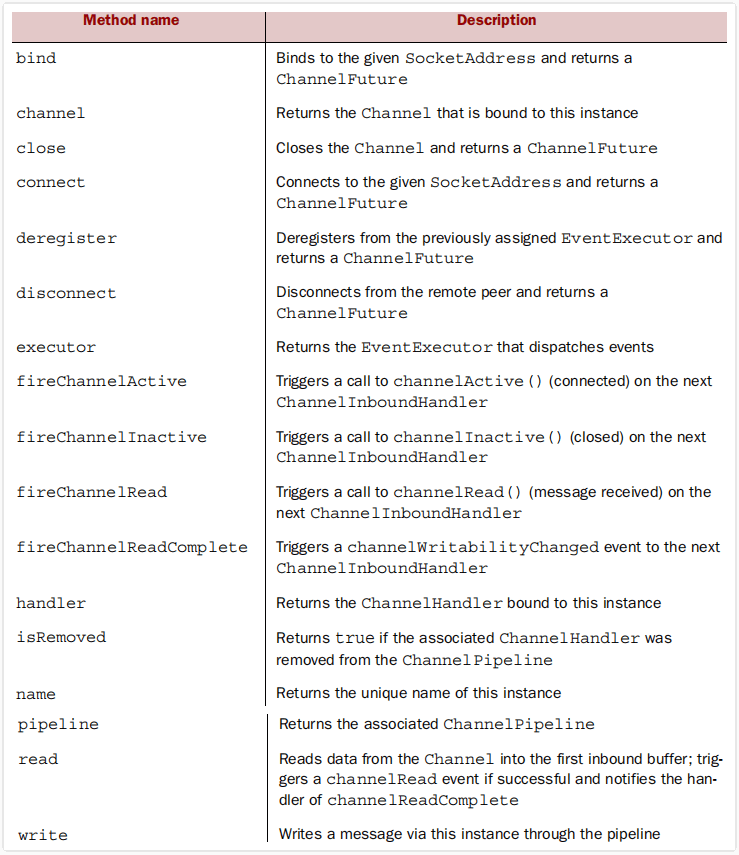 Method name Description
bind Binds to the given SocketAddress and returns a
ChannelFuture
channel Returns the Channel that is bound to this instance
close Closes the Channel and returns a ChannelFuture
connect Connects to the given SocketAddress and returns a
ChannelFuture
deregister Deregisters from the previously assigned EventExecutor and
returns a ChannelFuture
disconnect Disconnects from the remote peer and returns a
ChannelFuture
executor Returns the EventExecutor that dispatches events
fireChannelActive Triggers a call to channelActive() (connected) on the next
ChannelInboundHandler
fireChannelInactive Triggers a call to channelInactive() (closed) on the next
ChannelInboundHandler
fireChannelRead Triggers a call to channelRead() (message received) on the
next ChannelInboundHandler
fireChannelReadComplete Triggers a channelWritabilityChanged event to the next
ChannelInboundHandler
handler Returns the ChannelHandler bound to this instance
isRemoved Returns true if the associated ChannelHandler was
removed from the ChannelPipeline
name Returns the unique name of this instance
pipeline Returns the associated ChannelPipeline
read Reads data from the Channel into the first inbound buffer; trig-
gers a channelRead event if successful and notifies the han-
dler of channelReadComplete
write Writes a message via this instance through the pipeline